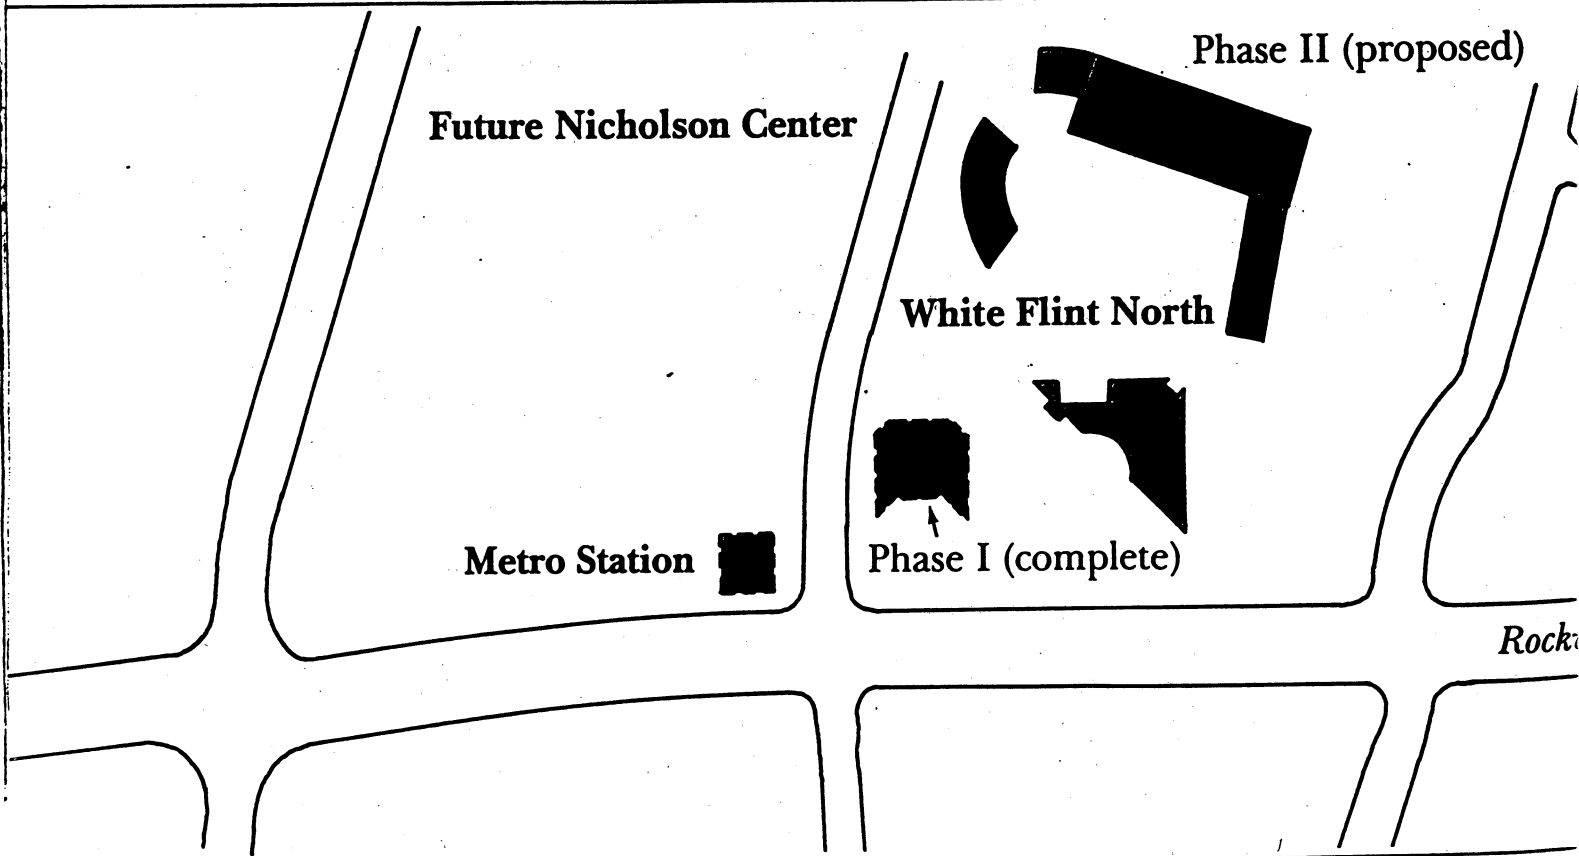 Phase II (proposed)
Future Nicholson Center
White Flint North
Metro Station
Phase I (complete)